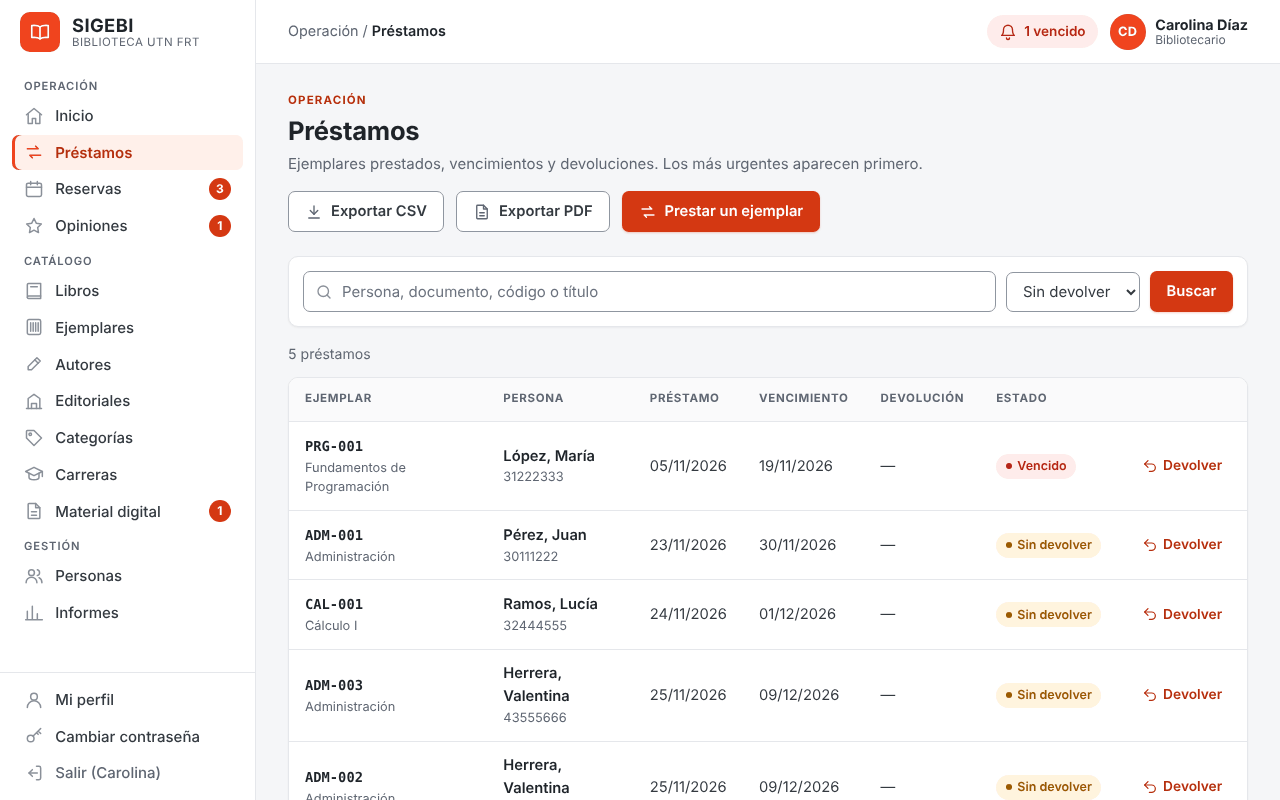 SIGEBI
BIBLIOTECA UTN FRT
OPERACIÓN
Inicio
Préstamos
Reservas 3
Opiniones 1
CATÁLOGO
Libros
Ejemplares
Autores
Editoriales
Categorías
Carreras
Material digital 1
GESTIÓN
Personas
Informes
Mi perfil
Cambiar contraseña
Salir (Carolina)
Operación / Préstamos
1 vencido
CD
Carolina Díaz
Bibliotecario
OPERACIÓN
Préstamos
Ejemplares prestados, vencimientos y devoluciones. Los más urgentes aparecen primero.
Exportar CSV
Exportar PDF
Prestar un ejemplar
Persona, documento, código o título
Sin devolver
Buscar
5 préstamos
EJEMPLAR PERSONA PRÉSTAMO VENCIMIENTO DEVOLUCIÓN ESTADO
PRG-001
Fundamentos de
Programación
López, María
31222333
05/11/2026
19/11/2026
—
Vencido
Devolver
ADM-001
Administración
Pérez, Juan
30111222
23/11/2026
30/11/2026
—
Sin devolver
Devolver
CAL-001
Cálculo I
Ramos, Lucía
32444555
24/11/2026
01/12/2026
—
Sin devolver
Devolver
ADM-003
Administración
Herrera,
Valentina
43555666
25/11/2026
09/12/2026
—
Sin devolver
Devolver
ADM-002
Administración
Herrera,
Valentina
25/11/2026
09/12/2026
—
Sin devolver
Devolver